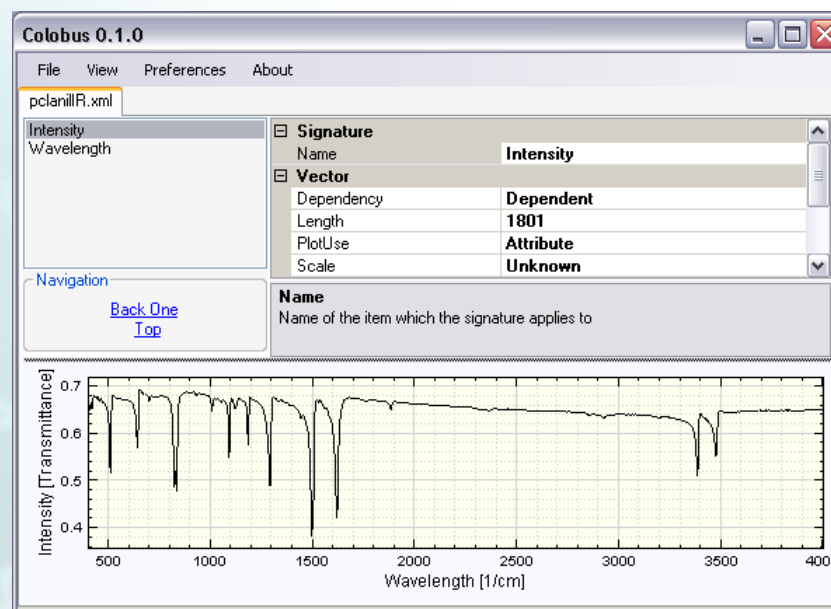 Colobus 0.1.0
File View Preferences About
pclanilIR.xml
Intensity
Wavelength
Signature
Name Intensity
Vector
Dependency Dependent
Length 1801
PlotUse Attribute
Scale Unknown
Navigation
Back One
Top
Name
Name of the item which the signature applies to
Intensity [Transmittance]
0.7
0.6
0.5
0.4
500 1000 1500 2000 2500 3000 3500 400
Wavelength [1/cm]